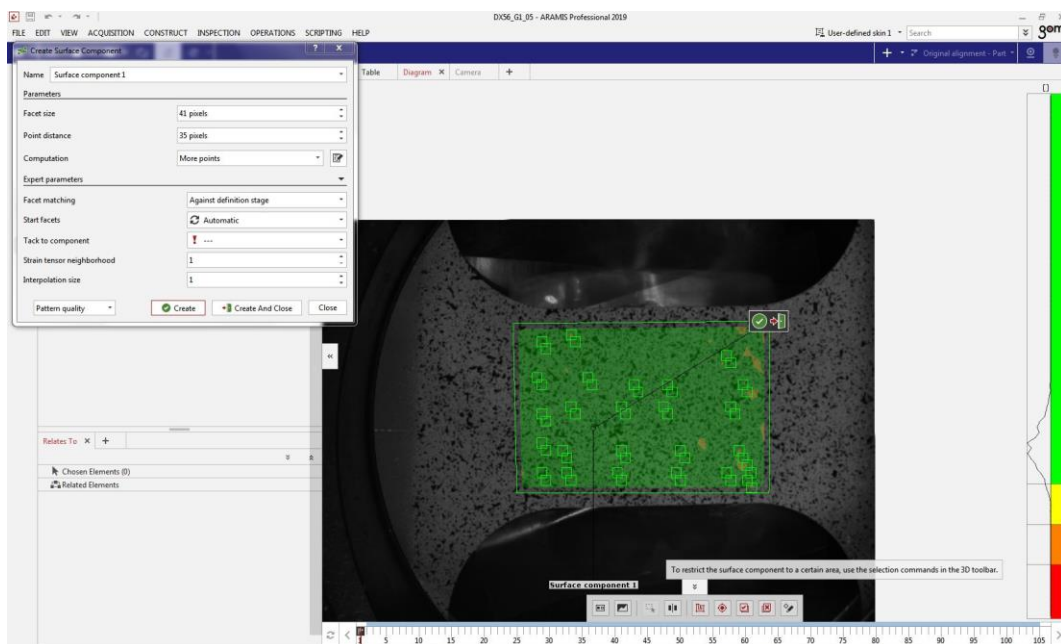 DX56_G1_05 - ARAMIS Professional 2019
FILE EDIT VIEW ACQUISITION CONSTRUCT INSPECTION OPERATIONS SCRIPTING HELP
User-defined skin 1
Search
gom
Create Surface Component
Original alignment - Part
Name Surface component 1
Table Diagram Camera
Parameters
Facet size 41 pixels
Point distance 35 pixels
Computation More points
Expert parameters
Facet matching Against definition stage
Start facets Automatic
Tack to component ---
Strain tensor neighborhood 1
Interpolation size 1
Pattern quality Create Create And Close Close
Relates To
Chosen Elements (0)
Related Elements
To restrict the surface component to a certain area, use the selection commands in the 3D toolbar.
Surface component 1
1 5 10 15 20 25 30 35 40 45 50 55 60 65 70 75 80 85 90 95 100 105